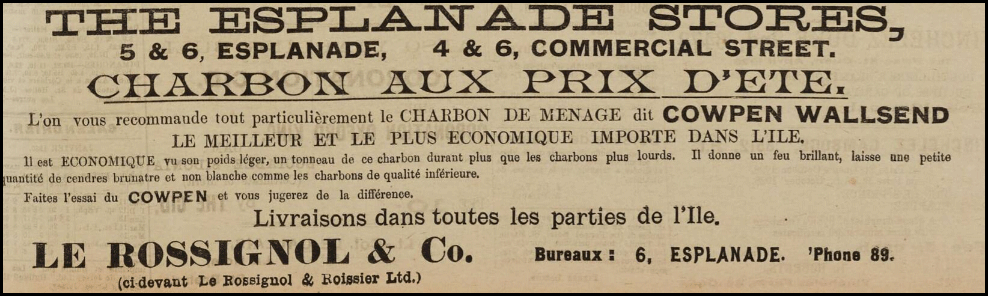 THE ESPLANADE STORES,
5 & 6, ESPLANADE, 4 & 6, COMMERCIAL STREET.
CHARBON AUX PRIX D'ETE.
L'on vous recommande tout particulièrement le CHARBON DE MENAGE dit COWPEN WALLSEND
LE MEILLEUR ET LE PLUS ECONOMIQUE IMPORTE DANS L'ILE.
Il est ECONOMIQUE vu son poids léger, un tonneau de ce charbon durant plus que les charbons plus lourds. Il donne un feu brillant, laisse une petite
quantité de cendres brunatre et non blanche comme les charbons de qualité inférieure.
Faites l'essai du COWPEN et vous jugerez de la différence.
Livraisons dans toutes les parties de l'Ile.
LE ROSSIGNOL & Co. Bureaux: 6, ESPLANADE. 'Phone 89.
(ci-devant Le Rossignol & Roissier Ltd.)